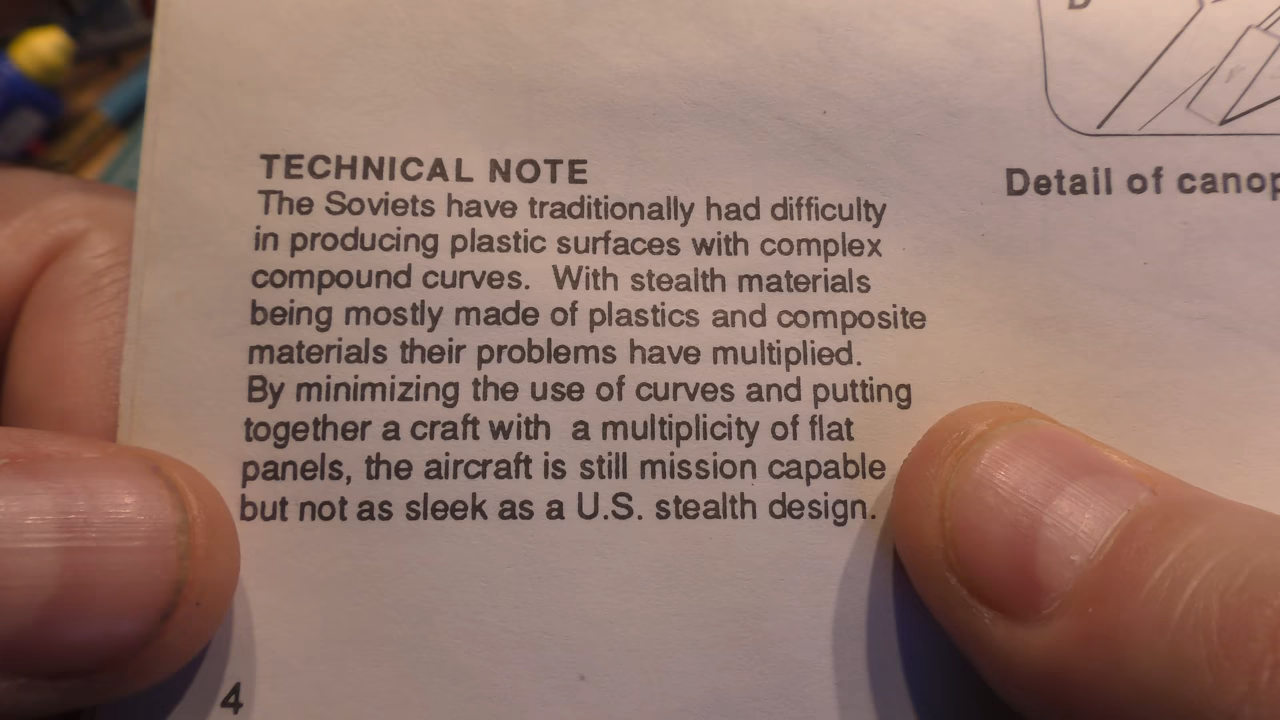 Detail of
TECHNICAL NOTE
The Soviets have traditionally had difficulty
in producing plastic surfaces with complex
compound curves.  With stealth materials
being mostly made of plastics and composite
materials their problems have multiplied.
By minimizing the use of curves and putting
together a craft with  a multiplicity of flat
panels, the aircraft is still mission capable
but not as sleek as a U.S. stealth design.
4